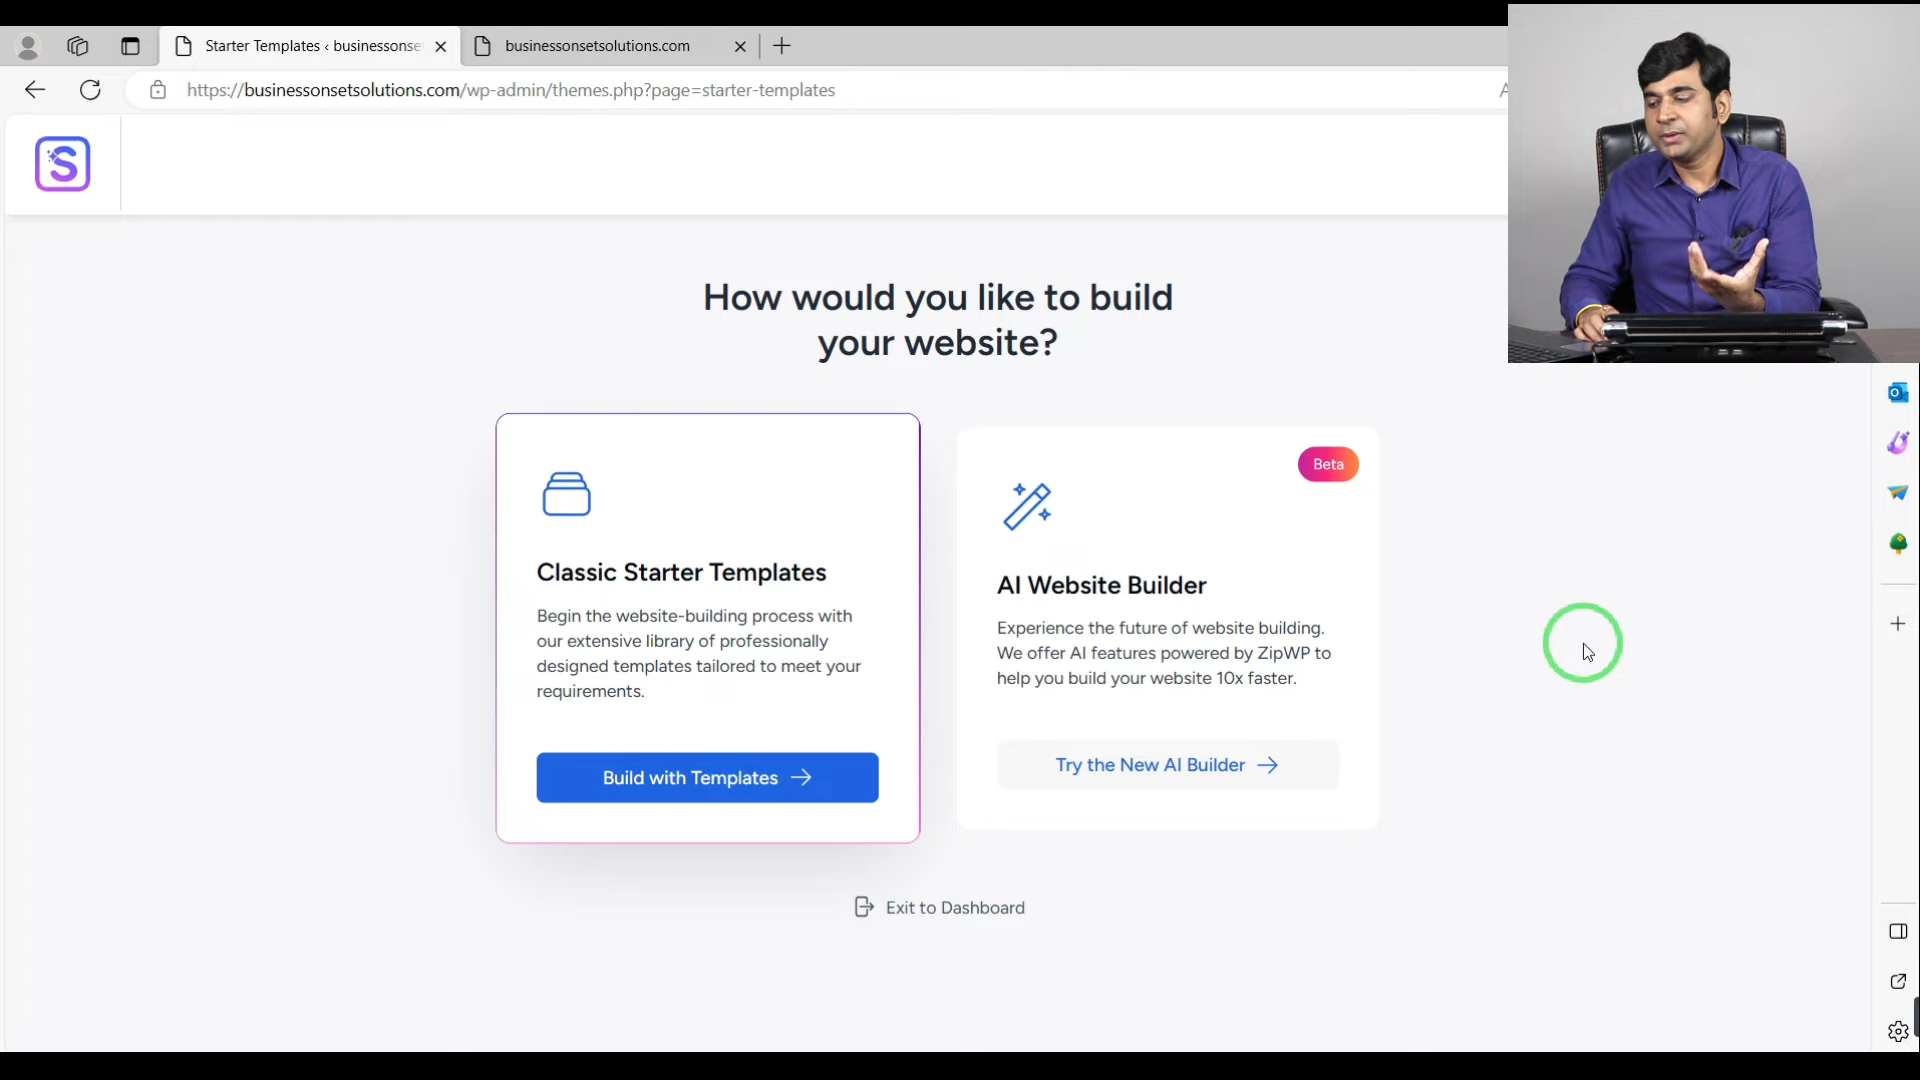 Starter Templates ‹ businessonse
businessonsetsolutions.com
https://businessonsetsolutions.com/wp-admin/themes.php?page=starter-templates
A
S
How would you like to build
your website?
Classic Starter Templates
Begin the website-building process with
our extensive library of professionally
designed templates tailored to meet your
requirements.
Build with Templates
Beta
AI Website Builder
Experience the future of website building.
We offer AI features powered by ZipWP to
help you build your website 10x faster.
Try the New AI Builder
Exit to Dashboard